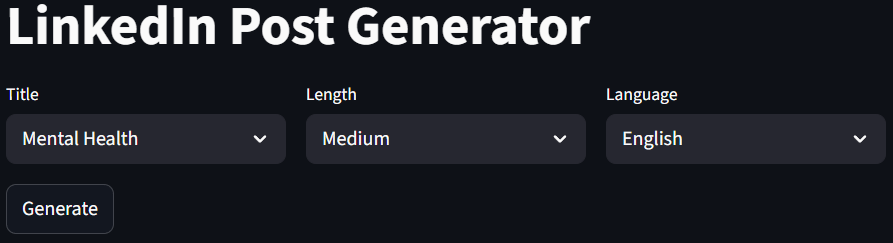 LinkedIn Post Generator
Title Length Language
Mental Health Medium English
Generate